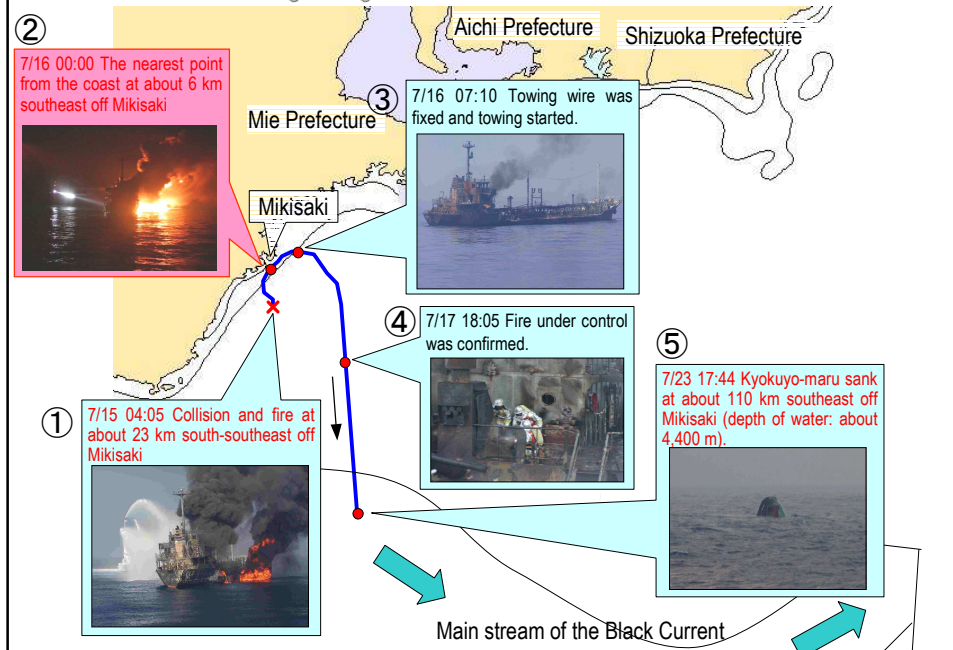 ②
7/16 00:00 The nearest point
from the coast at about 6 km
southeast off Mikisaki
Aichi Prefecture
Shizuoka Prefecture
Mie Prefecture
③
7/16 07:10 Towing wire was
fixed and towing started.
Mikisaki
④
7/17 18:05 Fire under control
was confirmed.
⑤
7/23 17:44 Kyokuyo-maru sank
at about 110 km southeast off
Mikisaki (depth of water: about
4,400 m).
①
7/15 04:05 Collision and fire at
about 23 km south-southeast off
Mikisaki
Main stream of the Black Current